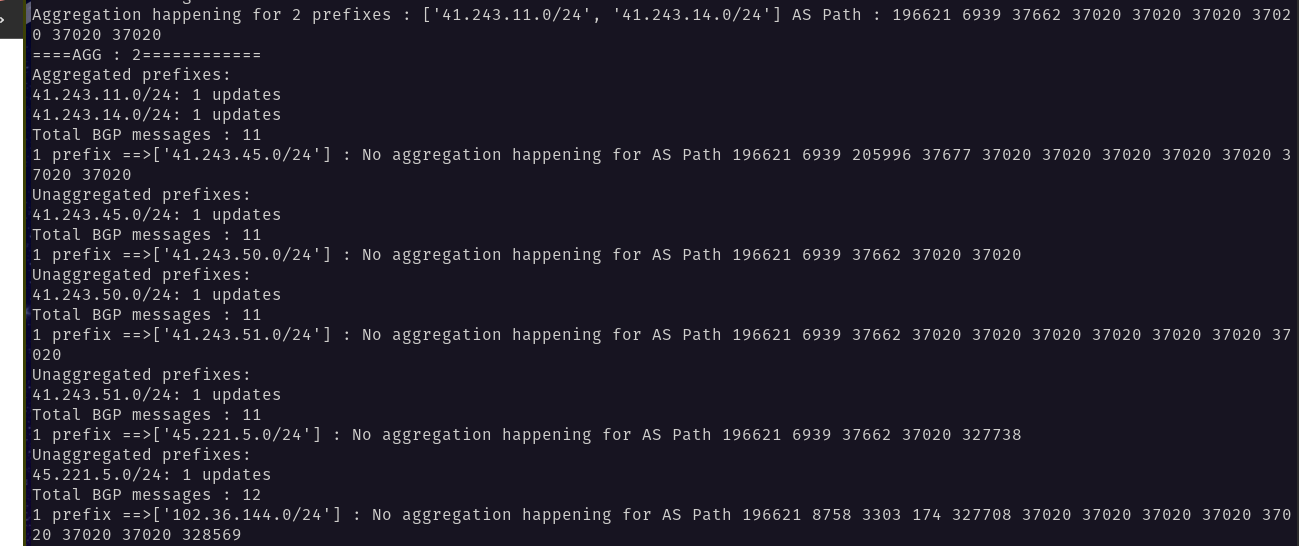 Aggregation happening for 2 prefixes : ['41.243.11.0/24', '41.243.14.0/24'] AS Path : 196621 6939 37662 37020 37020 37020 3702
0 37020 37020
====AGG : 2============
Aggregated prefixes:
41.243.11.0/24: 1 updates
41.243.14.0/24: 1 updates
Total BGP messages : 11
1 prefix ==>['41.243.45.0/24'] : No aggregation happening for AS Path 196621 6939 205996 37677 37020 37020 37020 37020 37020 3
7020 37020
Unaggregated prefixes:
41.243.45.0/24: 1 updates
Total BGP messages : 11
1 prefix ==>['41.243.50.0/24'] : No aggregation happening for AS Path 196621 6939 37662 37020 37020
Unaggregated prefixes:
41.243.50.0/24: 1 updates
Total BGP messages : 11
1 prefix ==>['41.243.51.0/24'] : No aggregation happening for AS Path 196621 6939 37662 37020 37020 37020 37020 37020 37020 37
020
Unaggregated prefixes:
41.243.51.0/24: 1 updates
Total BGP messages : 11
1 prefix ==>['45.221.5.0/24'] : No aggregation happening for AS Path 196621 6939 37662 37020 327738
Unaggregated prefixes:
45.221.5.0/24: 1 updates
Total BGP messages : 12
1 prefix ==>['102.36.144.0/24'] : No aggregation happening for AS Path 196621 8758 3303 174 327708 37020 37020 37020 37020 370
20 37020 37020 328569